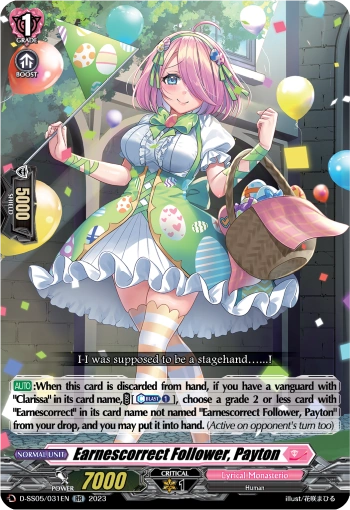 1
GRADE
BOOST
5000
SHIELD
I-I was supposed to be a stagehand......!
AUTO:When this card is discarded from hand, if you have a vanguard with
"Clarissa" in its card name, [BLAST 1], choose a grade 2 or less card with
"Earnescorrect" in its card name not named "Earnescorrect Follower, Payton"
from your drop, and you may put it into hand. (Active on opponent's turn too)
NORMAL UNIT
Earnescorrect Follower, Payton
POWER 7000
CRITICAL
1
Lyrical Monasterio
Human
D-SS05/031EN RR 2023
illust/花咲まひる